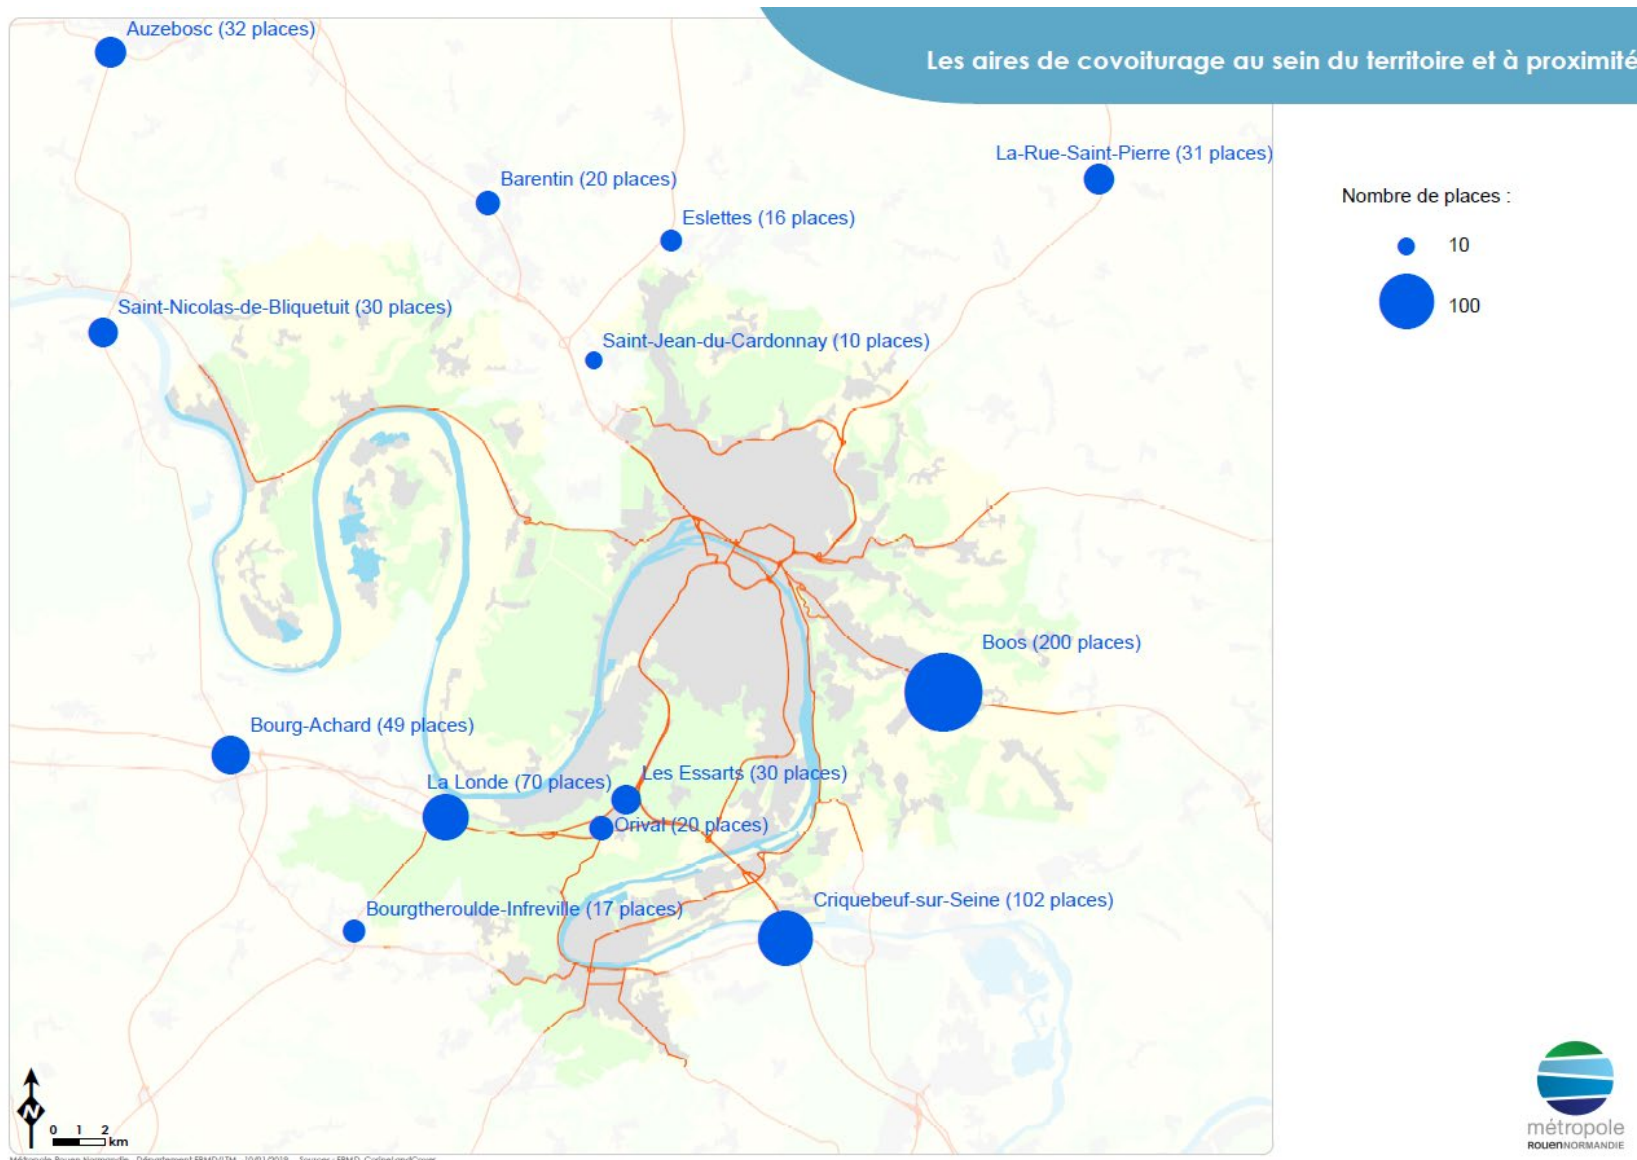 Les aires de covoiturage au sein du territoire et à proximité
Auzebosc (32 places)
La-Rue-Saint-Pierre (31 places)
Barentin (20 places)
Eslettes (16 places)
Nombre de places :
10
100
Saint-Nicolas-de-Bliquetuit (30 places)
Saint-Jean-du-Cardonnay (10 places)
Boos (200 places)
Bourg-Achard (49 places)
La Londe (70 places)
Les Essarts (30 places)
Orival (20 places)
Criquebeuf-sur-Seine (102 places)
Bourgtheroulde-Infreville (17 places)
N
0 1 2
km
métropole
ROUENNORMANDIE